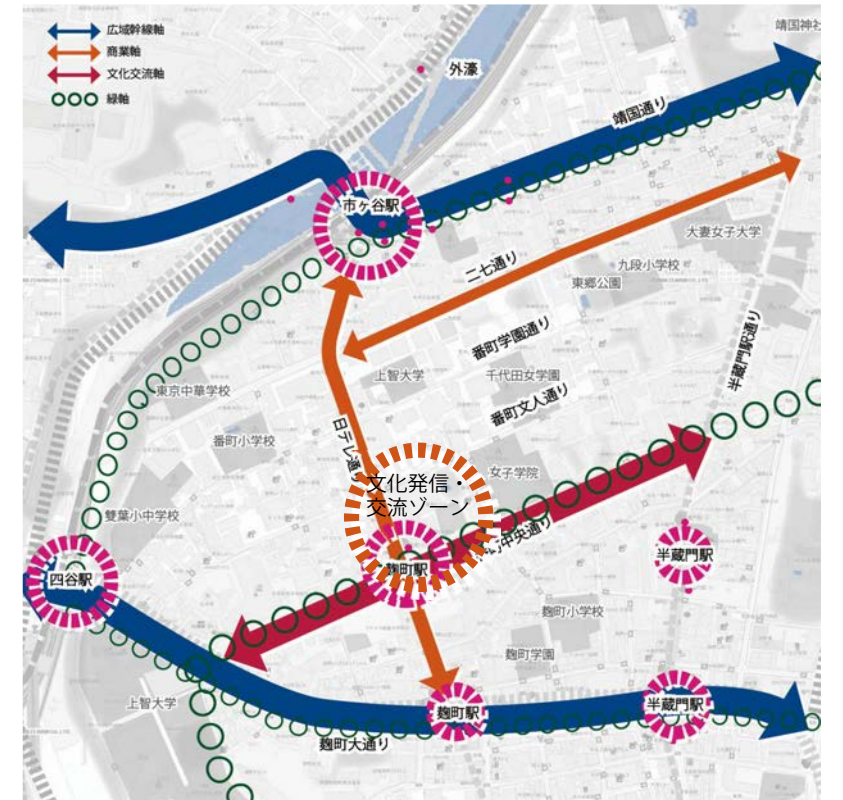 広域幹線軸
商業軸
文化交流軸
緑軸
靖国神社
外濠
靖国通り
市ヶ谷駅
大妻女子大学
二七通り
九段小学校
東郷公園
番町学園通り
半蔵門駅通り
上智大学
千代田女学園
東京中華学校
番町文人通り
日テレ通り
番町小学校
文化発信・
交流ゾーン
女子学院
雙葉小中学校
中央通り
半蔵門駅
麹町駅
四谷駅
麹町小学校
麹町学園
上智大学
麹町駅
半蔵門駅
麹町大通り